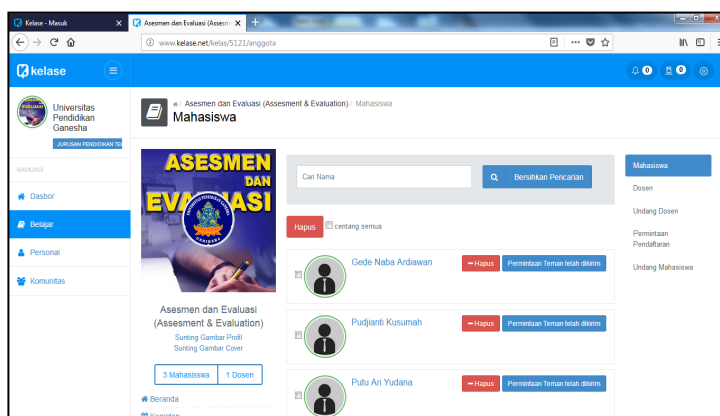 Kelase - Masuk
Asesmen dan Evaluasi (Assesm
www.kelase.net/kelas/5121/anggota
kelase
0
0
Universitas
Pendidikan
Ganesha
JURUSAN PENDIDIKAN TE
NAVIGASI
Dasbor
Belajar
Personal
Komunitas
/ Asesmen dan Evaluasi (Assesment & Evaluation) / Mahasiswa
Mahasiswa
ASESMEN
DAN
EVALUASI
Asesmen dan Evaluasi
(Assesment & Evaluation)
Sunting Gambar Profil
Sunting Gambar Cover
3 Mahasisswa
1 Dosen
Beranda
Kegiatan
Cari Nama
Bersihkan Pencarian
Hapus
centang semua
Gede Naba Ardiawan
Hapus
Permintaan Teman telah dikirim
Pudjianti Kusumah
Hapus
Permintaan Teman telah dikirim
Putu Ari Yudana
Hapus
Permintaan Teman telah dikirim
Mahasiswa
Dosen
Undang Dosen
Permintaan
Pendaftaran
Undang Mahasiswa